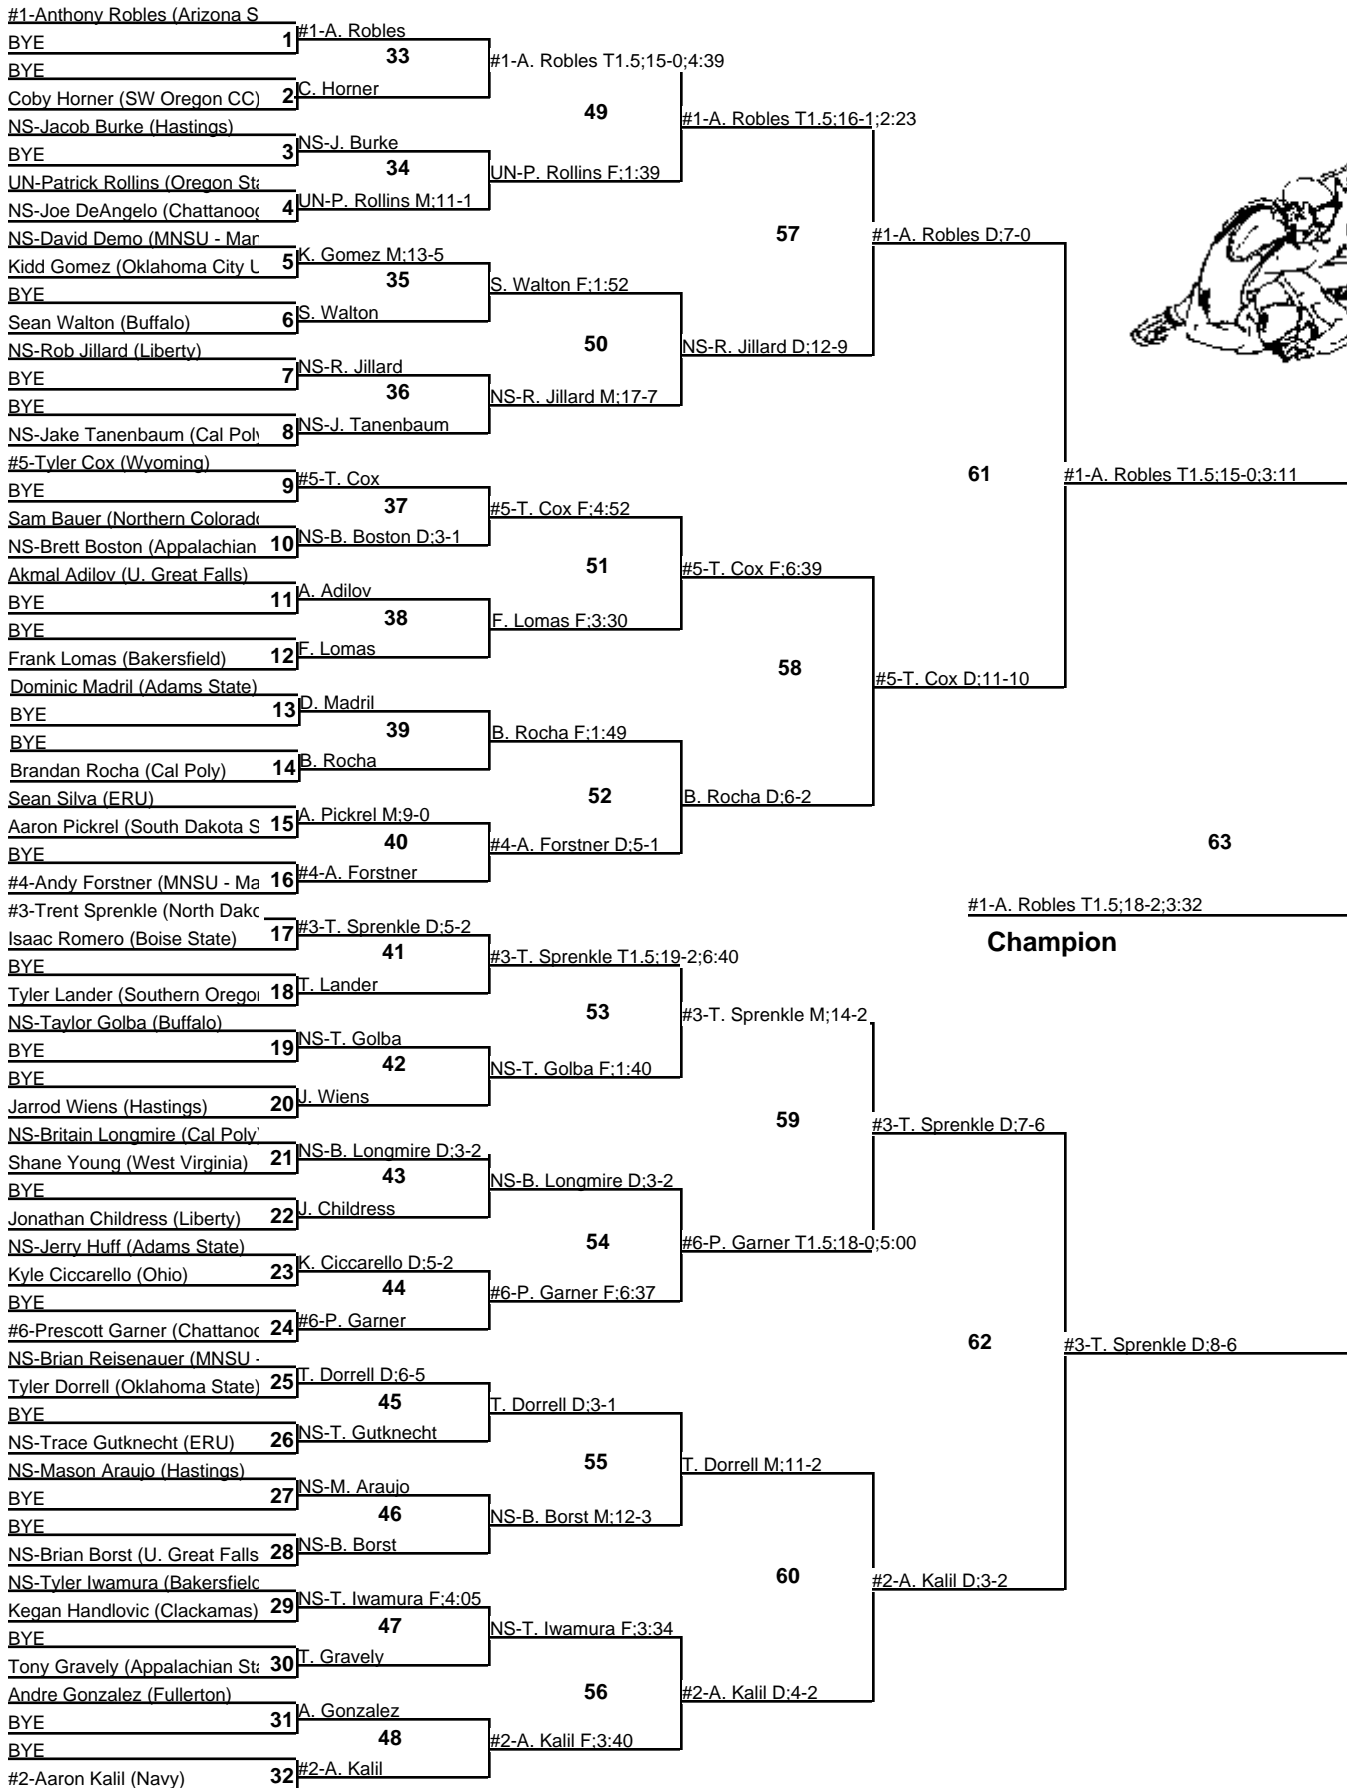 #1-Anthony Robles (Arizona S
BYE
1
BYE
Coby Horner (SW Oregon CC)
2
NS-Jacob Burke (Hastings)
BYE
3
UN-Patrick Rollins (Oregon Sta
NS-Joe DeAngelo (Chattanoog
4
NS-David Demo (MNSU - Man
Kidd Gomez (Oklahoma City U
5
BYE
Sean Walton (Buffalo)
6
NS-Rob Jillard (Liberty)
BYE
7
BYE
NS-Jake Tanenbaum (Cal Poly
8
#5-Tyler Cox (Wyoming)
BYE
9
Sam Bauer (Northern Colorado
NS-Brett Boston (Appalachian
10
Akmal Adilov (U. Great Falls)
BYE
11
BYE
Frank Lomas (Bakersfield)
12
Dominic Madril (Adams State)
BYE
13
BYE
Brandan Rocha (Cal Poly)
14
Sean Silva (ERU)
Aaron Pickrel (South Dakota S
15
BYE
#4-Andy Forstner (MNSU - Ma
16
#3-Trent Sprenkle (North Dako
Isaac Romero (Boise State)
17
BYE
Tyler Lander (Southern Oregon
18
NS-Taylor Golba (Buffalo)
BYE
19
BYE
Jarrod Wiens (Hastings)
20
NS-Britain Longmire (Cal Poly)
Shane Young (West Virginia)
21
BYE
Jonathan Childress (Liberty)
22
NS-Jerry Huff (Adams State)
Kyle Ciccarello (Ohio)
23
BYE
#6-Prescott Garner (Chattanoo
24
NS-Brian Reisenauer (MNSU -
Tyler Dorrell (Oklahoma State)
25
BYE
NS-Trace Gutknecht (ERU)
26
NS-Mason Araujo (Hastings)
BYE
27
BYE
NS-Brian Borst (U. Great Falls
28
NS-Tyler Iwamura (Bakersfield
Kegan Handlovic (Clackamas)
29
BYE
Tony Gravely (Appalachian Sta
30
Andre Gonzalez (Fullerton)
BYE
31
BYE
#2-Aaron Kalil (Navy)
32
#1-A. Robles
33
C. Horner
NS-J. Burke
34
UN-P. Rollins M;11-1
K. Gomez M;13-5
35
S. Walton
NS-R. Jillard
36
NS-J. Tanenbaum
#5-T. Cox
37
NS-B. Boston D;3-1
A. Adilov
38
F. Lomas
D. Madril
39
B. Rocha
A. Pickrel M;9-0
40
#4-A. Forstner
#3-T. Sprenkle D;5-2
41
T. Lander
NS-T. Golba
42
J. Wiens
NS-B. Longmire D;3-2
43
J. Childress
K. Ciccarello D;5-2
44
#6-P. Garner
T. Dorrell D;6-5
45
NS-T. Gutknecht
NS-M. Araujo
46
NS-B. Borst
NS-T. Iwamura F;4:05
47
T. Gravely
A. Gonzalez
48
#2-A. Kalil
#1-A. Robles T1.5;15-0;4:39
49
UN-P. Rollins F;1:39
S. Walton F;1:52
50
NS-R. Jillard M;17-7
#5-T. Cox F;4:52
51
F. Lomas F;3:30
B. Rocha F;1:49
52
#4-A. Forstner D;5-1
#3-T. Sprenkle T1.5;19-2;6:40
53
NS-T. Golba F;1:40
NS-B. Longmire D;3-2
54
#6-P. Garner F;6:37
T. Dorrell D;3-1
55
NS-B. Borst M;12-3
NS-T. Iwamura F;3:34
56
#2-A. Kalil F;3:40
#1-A. Robles T1.5;16-1;2:23
57
NS-R. Jillard D;12-9
#5-T. Cox F;6:39
58
B. Rocha D;6-2
#3-T. Sprenkle M;14-2
59
#6-P. Garner T1.5;18-0;5:00
T. Dorrell M;11-2
60
#2-A. Kalil D;4-2
#1-A. Robles D;7-0
61
#5-T. Cox D;11-10
#3-T. Sprenkle D;7-6
62
#2-A. Kalil D;3-2
#1-A. Robles T1.5;15-0;3:11
63
#3-T. Sprenkle D;8-6
#1-A. Robles T1.5;18-2;3:32
Champion